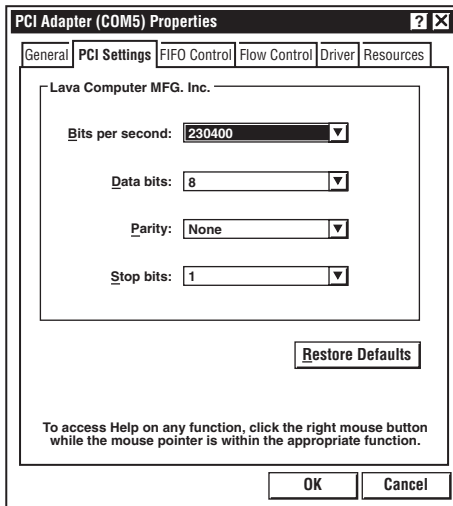 PCI Adapter (COM5) Properties ? X
General PCI Settings FIFO Control Flow Control Driver Resources
Lava Computer MFG. Inc.
Bits per second: 230400
Data bits: 8
Parity: None
Stop bits: 1
Restore Defaults
To access Help on any function, click the right mouse button
while the mouse pointer is within the appropriate function.
OK Cancel